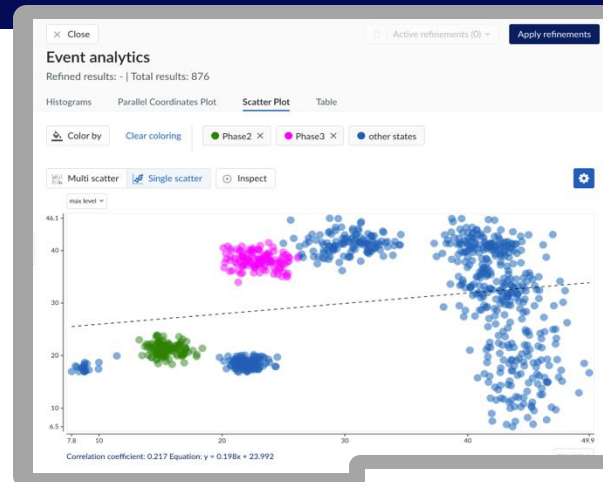 × Close
Active refinements (0)
Apply refinements
Event analytics
Refined results: - | Total results: 876
Histograms Parallel Coordinates Plot Scatter Plot Table
Color by Clear coloring Phase2 × Phase3 × other states
Multi scatter Single scatter Inspect
max level
46.1
40
30
20
10
6.5
7.8 10 20 30 40 49.9
Correlation coefficient: 0.217 Equation: y = 0.198x + 23.992